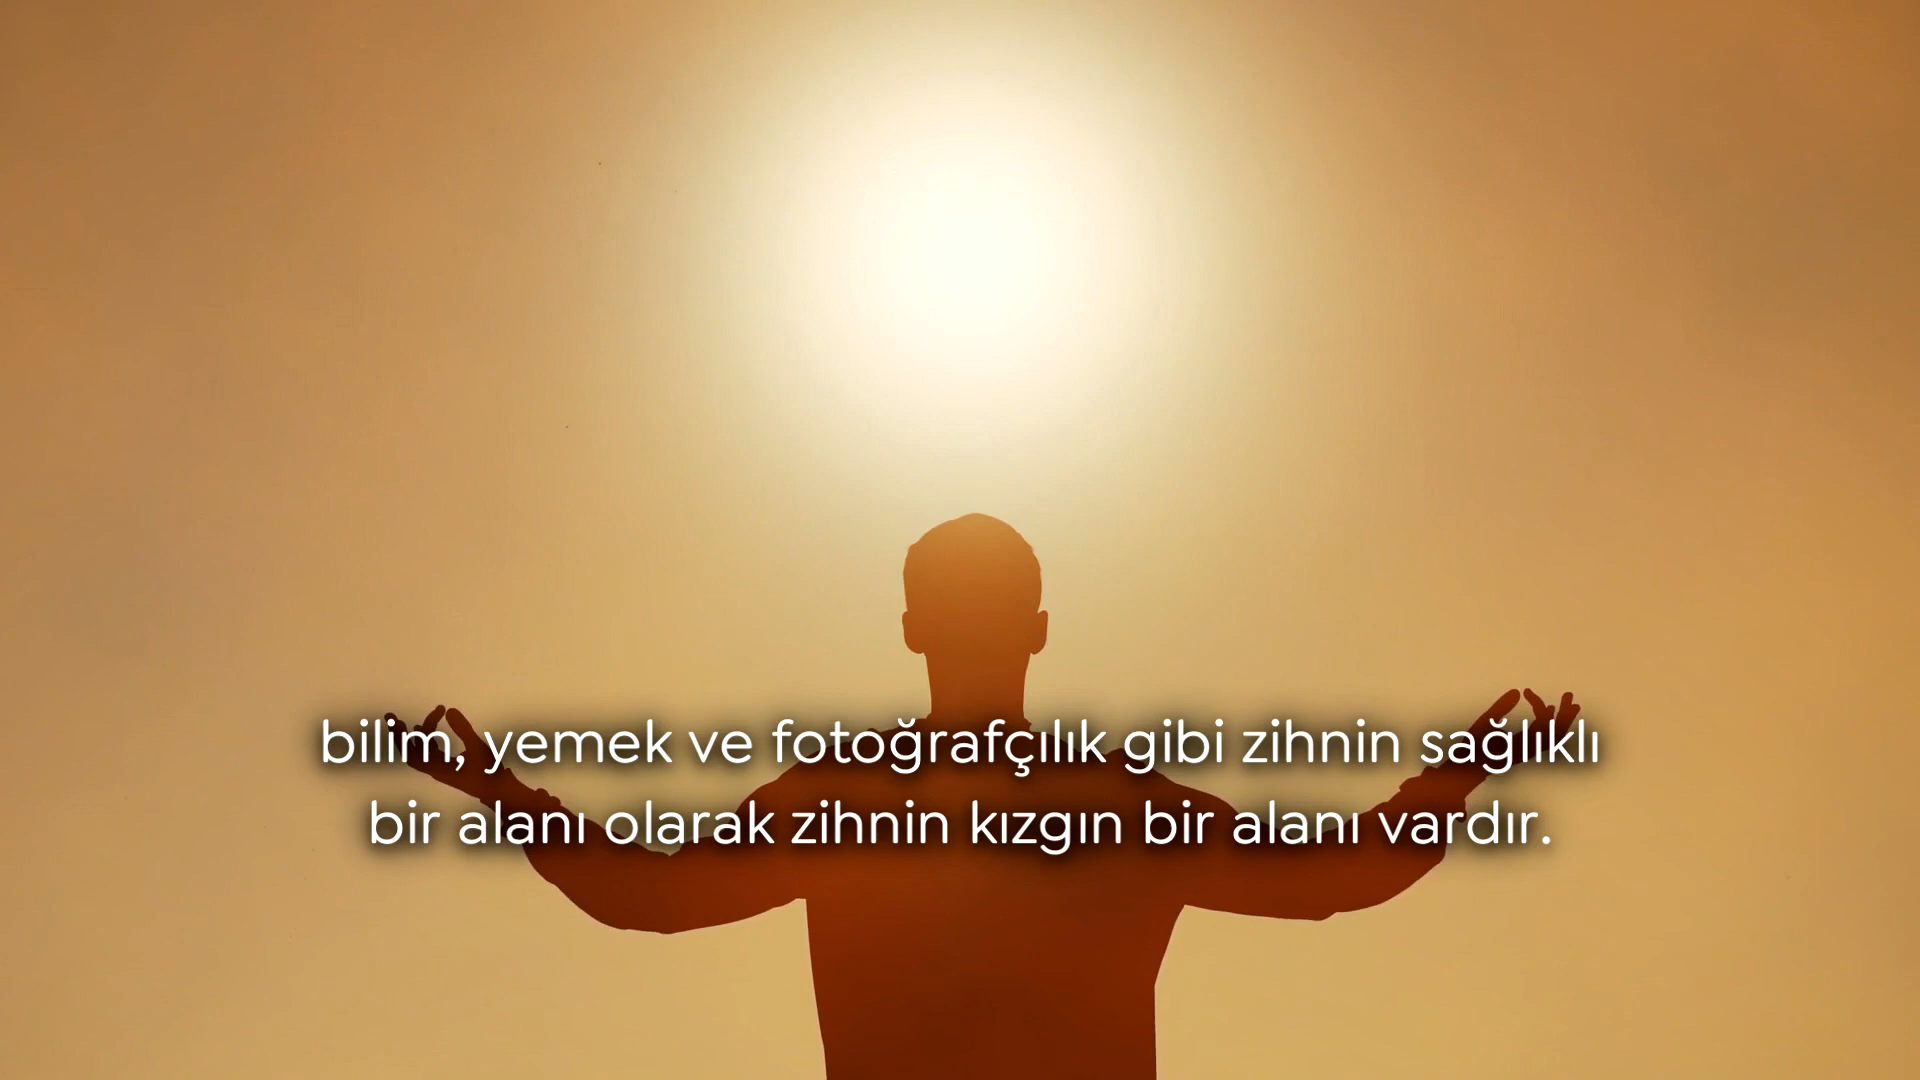 bilim, yemek ve fotoğrafçılık gibi zihnin sağlıklı
bir alanı olarak zihnin kızgın bir alanı vardır.